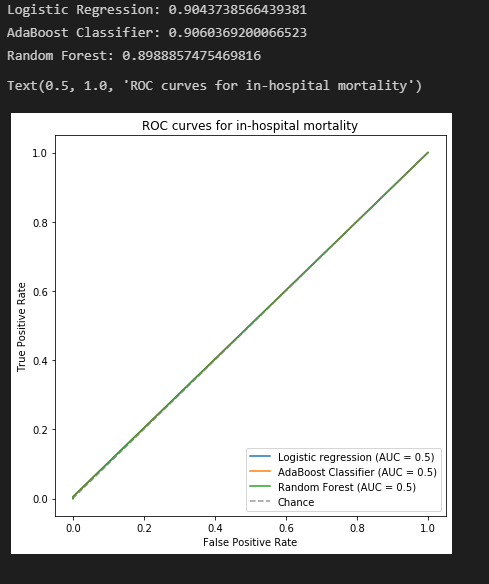 Logistic Regression: 0.9043738566439381
AdaBoost Classifier: 0.9060369200066523
Random Forest: 0.8988857475469816
Text(0.5, 1.0, 'ROC curves for in-hospital mortality')
ROC curves for in-hospital mortality
1.0
0.8
0.6
0.4
0.2
0.0
True Positive Rate
Logistic regression (AUC = 0.5)
AdaBoost Classifier (AUC = 0.5)
Random Forest (AUC = 0.5)
Chance
0.0 0.2 0.4 0.6 0.8 1.0
False Positive Rate